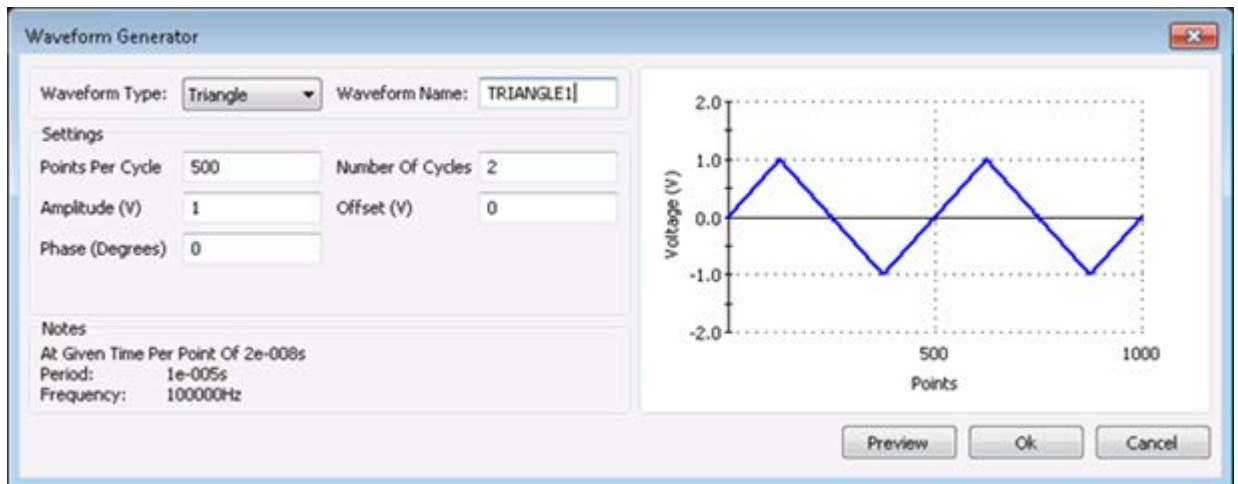 Waveform Generator
Waveform Type: Triangle Waveform Name: TRIANGLE1
Settings
Points Per Cycle 500 Number Of Cycles 2
Amplitude (V) 1 Offset (V) 0
Phase (Degrees) 0
Notes
At Given Time Per Point Of 2e-008s
Period: 1e-005s
Frequency: 100000Hz
2.0
1.0
0.0
-1.0
-2.0
Voltage (V)
500 1000
Points
Preview Ok Cancel